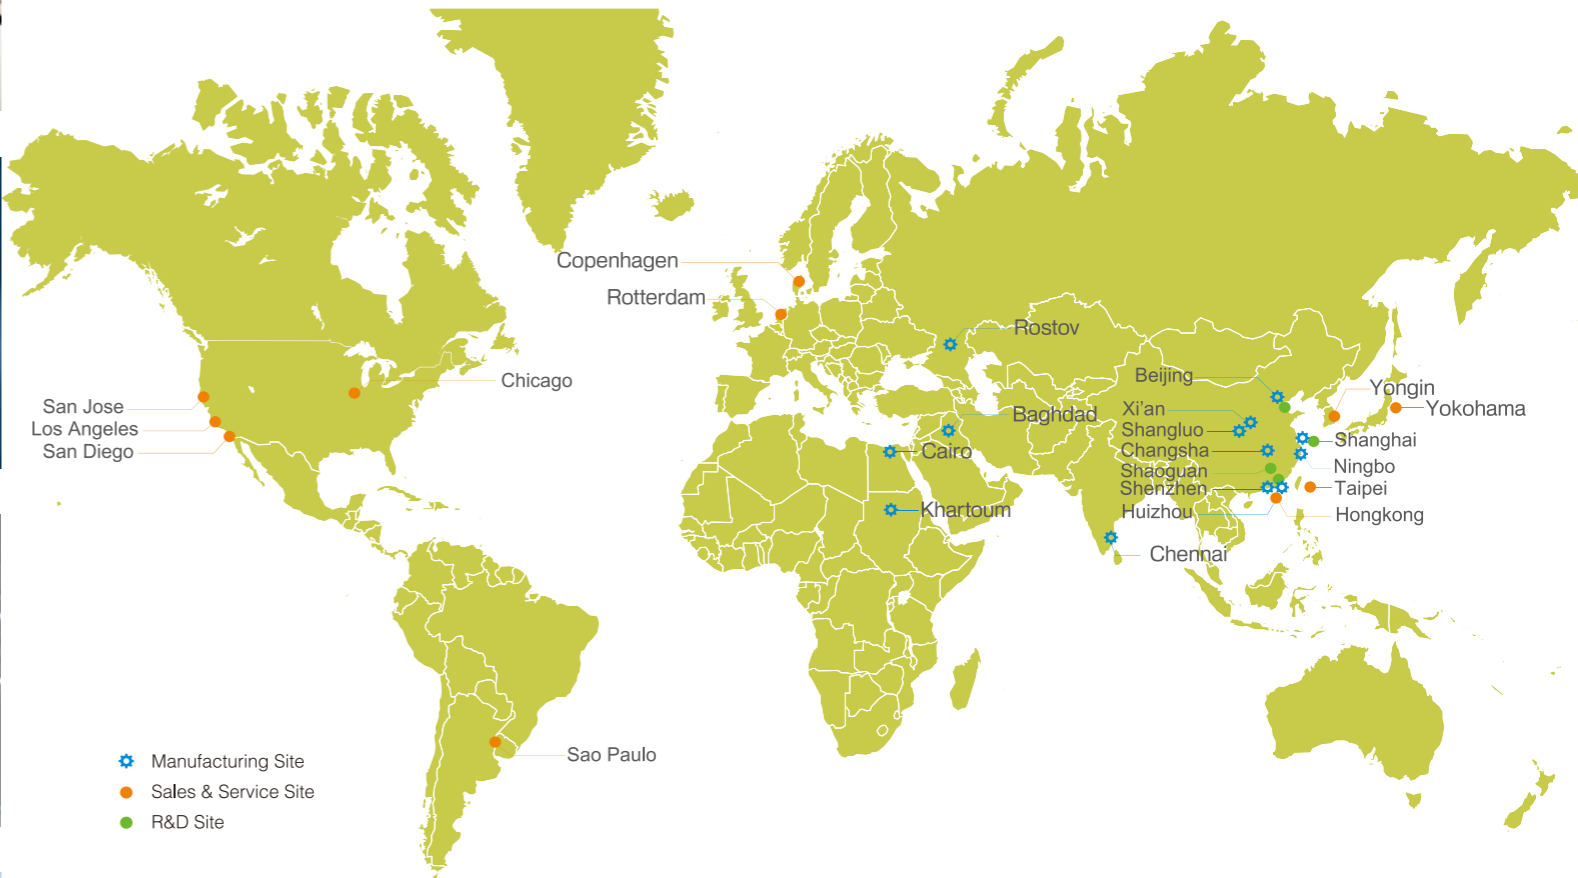 Copenhagen
Rotterdam
Rostov
Chicago
Beijing
Yongin
San Jose
Xi'an
Baghdad
Yokohama
Los Angeles
Shangluo
Shanghai
San Diego
Changsha
Cairo
Shaoguan
Ningbo
Shenzhen
Taipei
Khartoum
Huizhou
Hongkong
Chennai
Sao Paulo
Manufacturing Site
Sales & Service Site
R&D Site